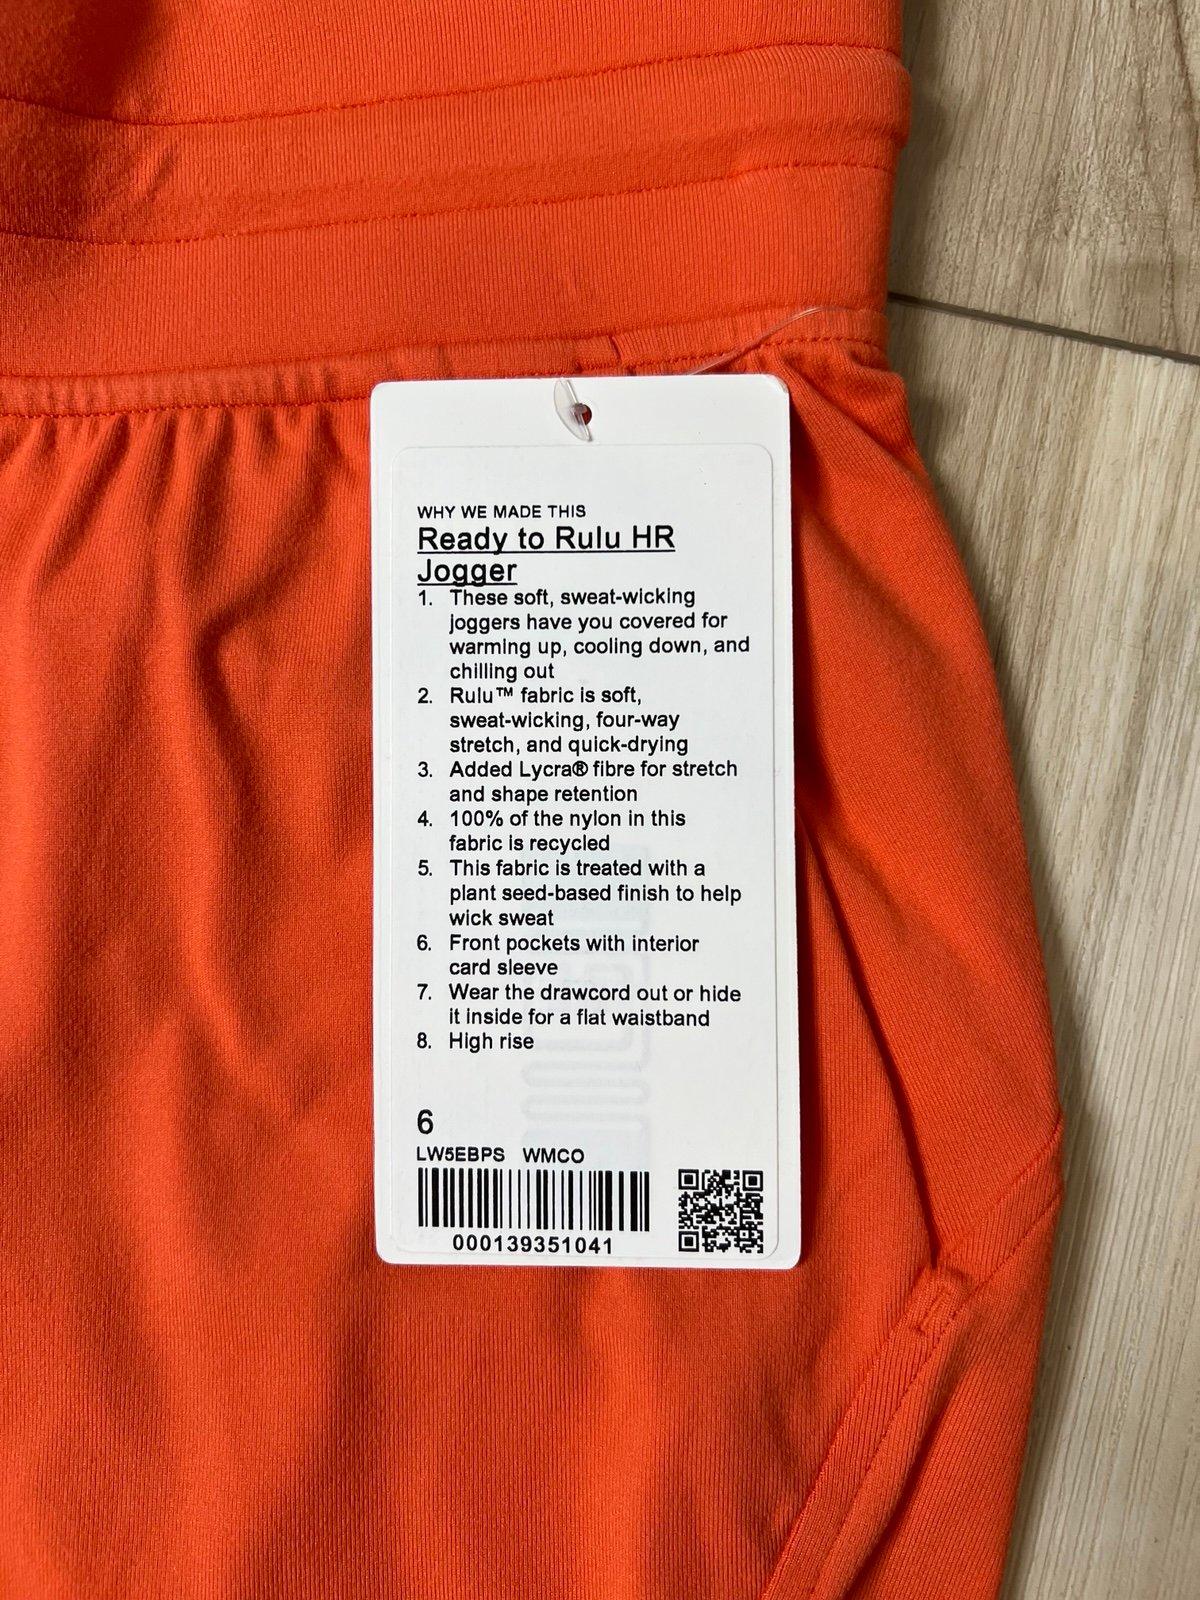 WHY WE MADE THIS
Ready to Rulu HR
Jogger
1. These soft, sweat-wicking
joggers have you covered for
warming up, cooling down, and
chilling out
2. Rulu™ fabric is soft,
sweat-wicking, four-way
stretch, and quick-drying
3. Added Lycra® fibre for stretch
and shape retention
4. 100% of the nylon in this
fabric is recycled
5. This fabric is treated with a
plant seed-based finish to help
wick sweat
6. Front pockets with interior
card sleeve
7. Wear the drawcord out or hide
it inside for a flat waistband
8. High rise
6
LW5EBPS WMCO
000139351041